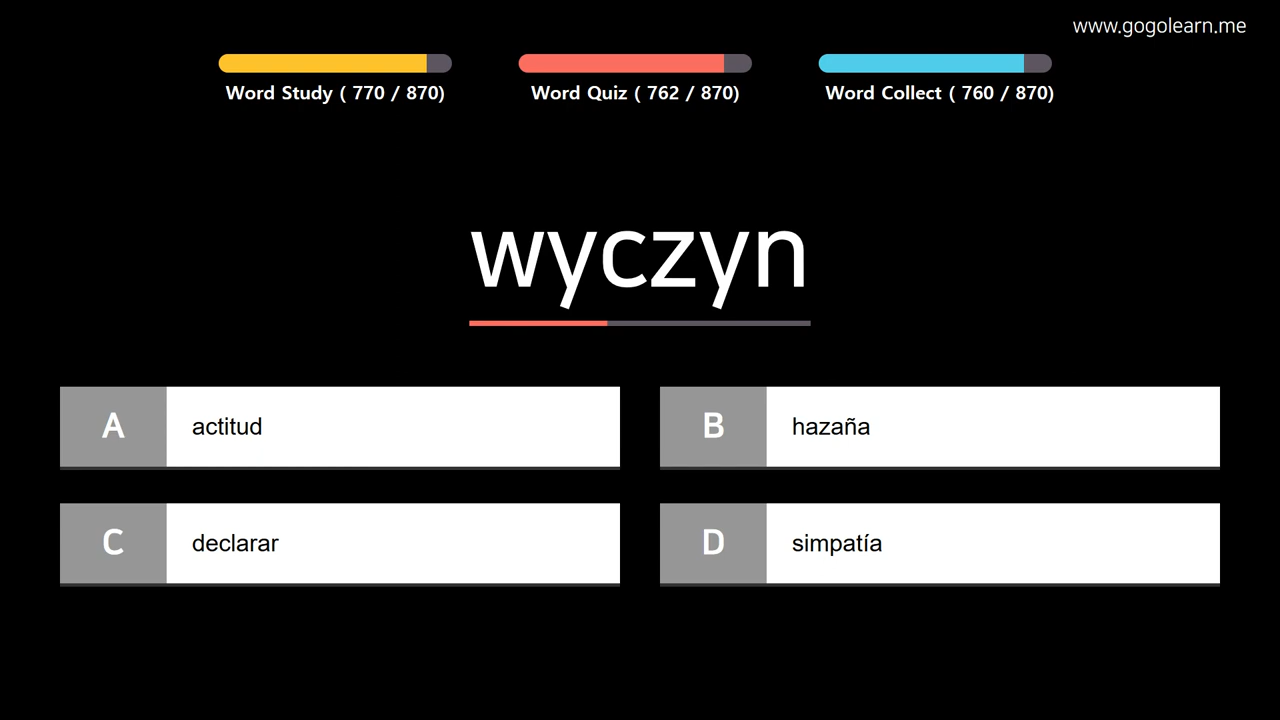 www.gogolearn.me
Word Study ( 770 / 870)
Word Quiz ( 762 / 870)
Word Collect ( 760 / 870)
wyczyn
A actitud
B hazaña
C declarar
D simpatía